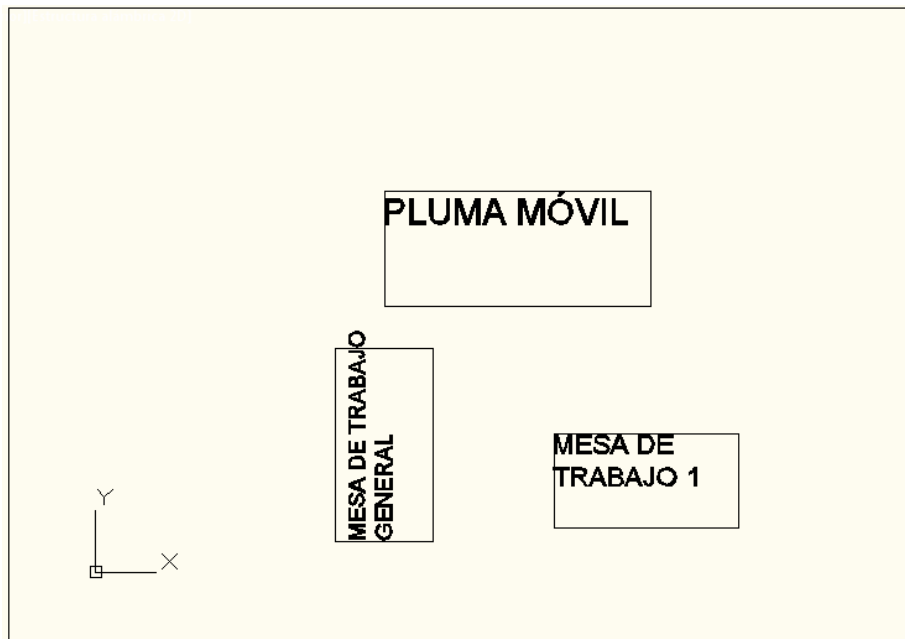 PLUMA MÓVIL
MESA DE TRABAJO
GENERAL
MESA DE
TRABAJO 1
Y
X